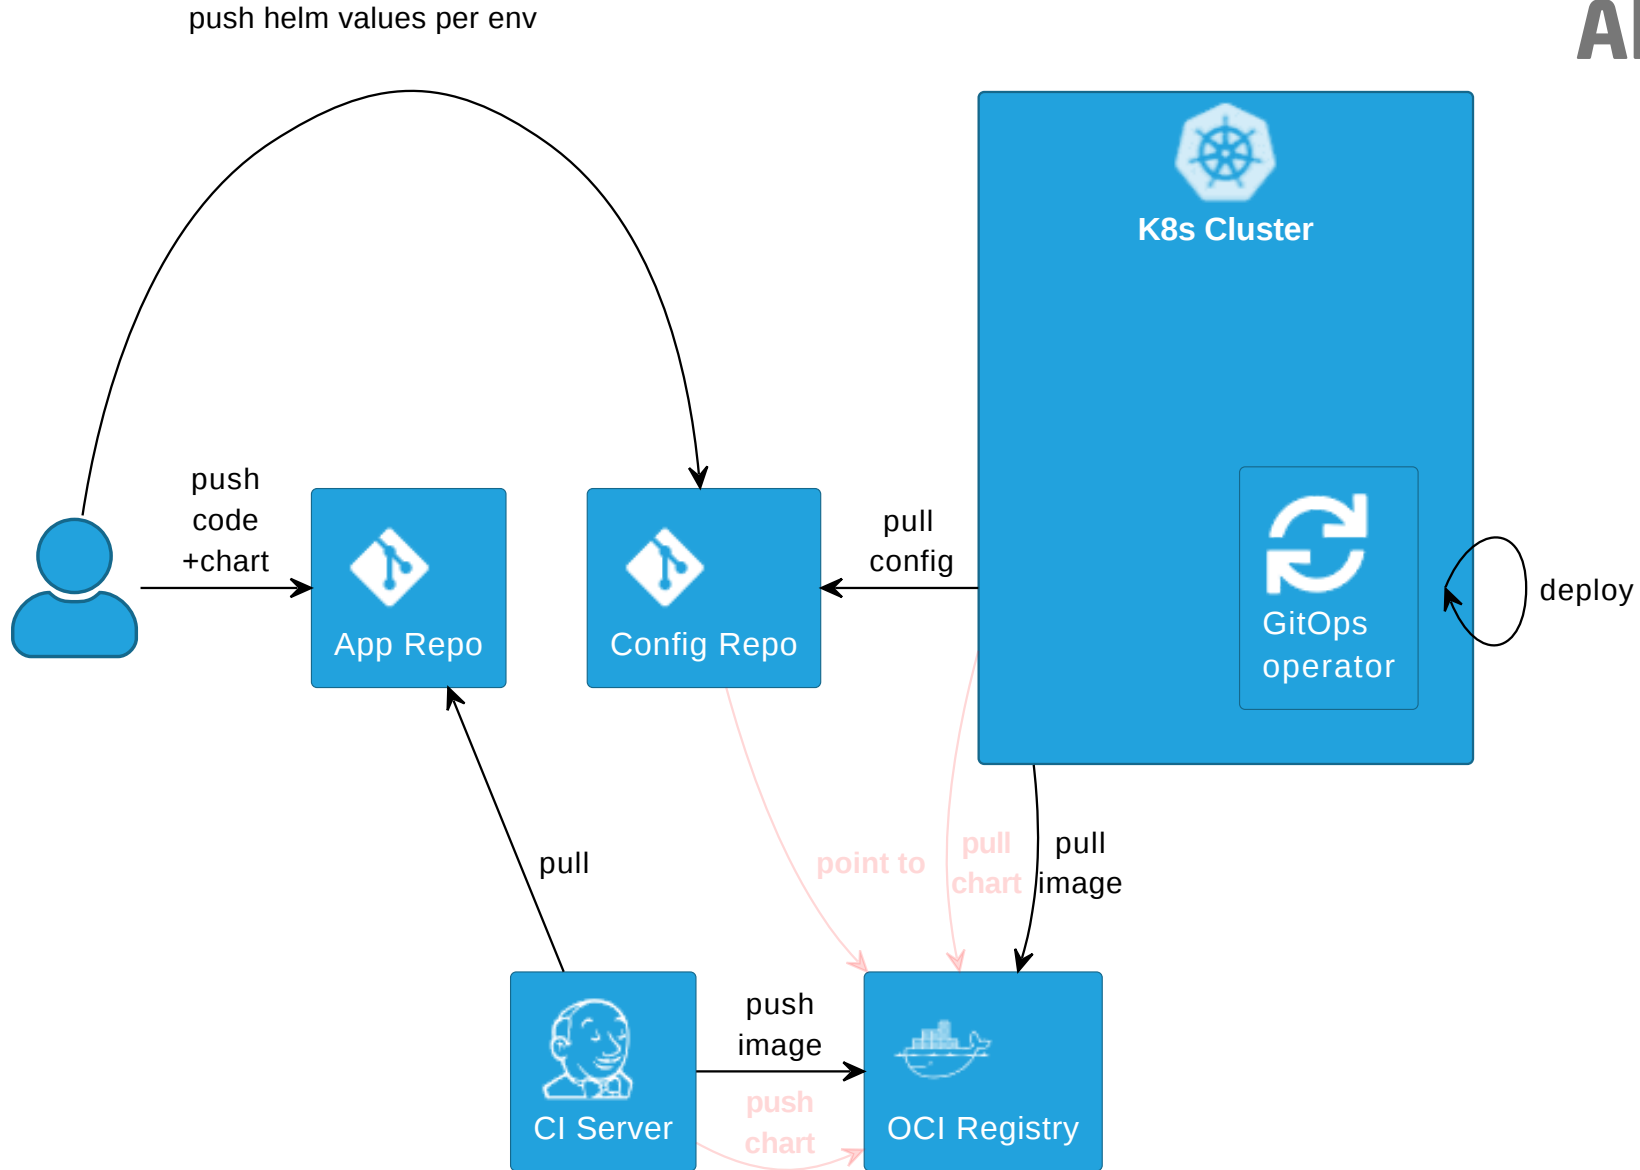 push helm values per env
K8s Cluster
push
code
+chart
App Repo
Config Repo
pull
config
GitOps
operator
deploy
pull
point to
pull
chart
pull
image
push
image
push
chart
CI Server
OCI Registry